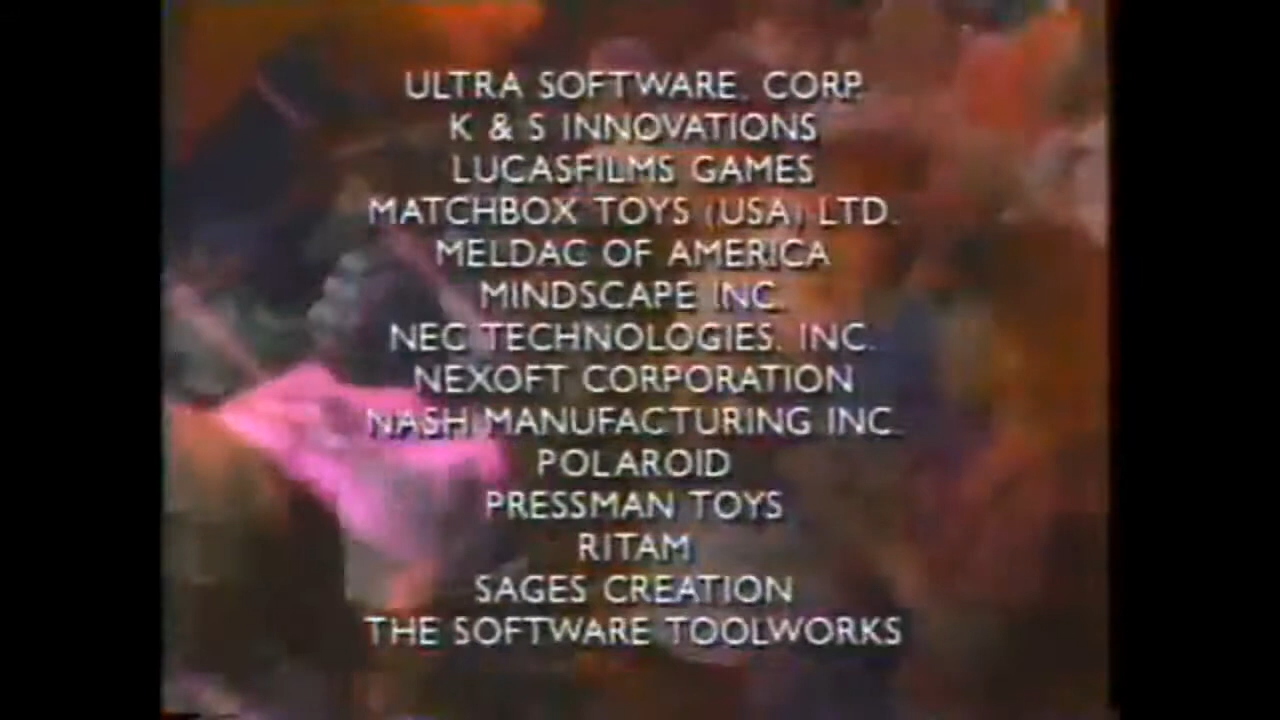 ULTRA SOFTWARE. CORP.
K & S INNOVATIONS
LUCASFILMS GAMES
MATCHBOX TOYS (USA) LTD.
MELDAC OF AMERICA
MINDSCAPE INC.
NEC TECHNOLOGIES. INC.
NEXOFT CORPORATION
NASH MANUFACTURING INC.
POLAROID
PRESSMAN TOYS
RITAM
SAGES CREATION
THE SOFTWARE TOOLWORKS